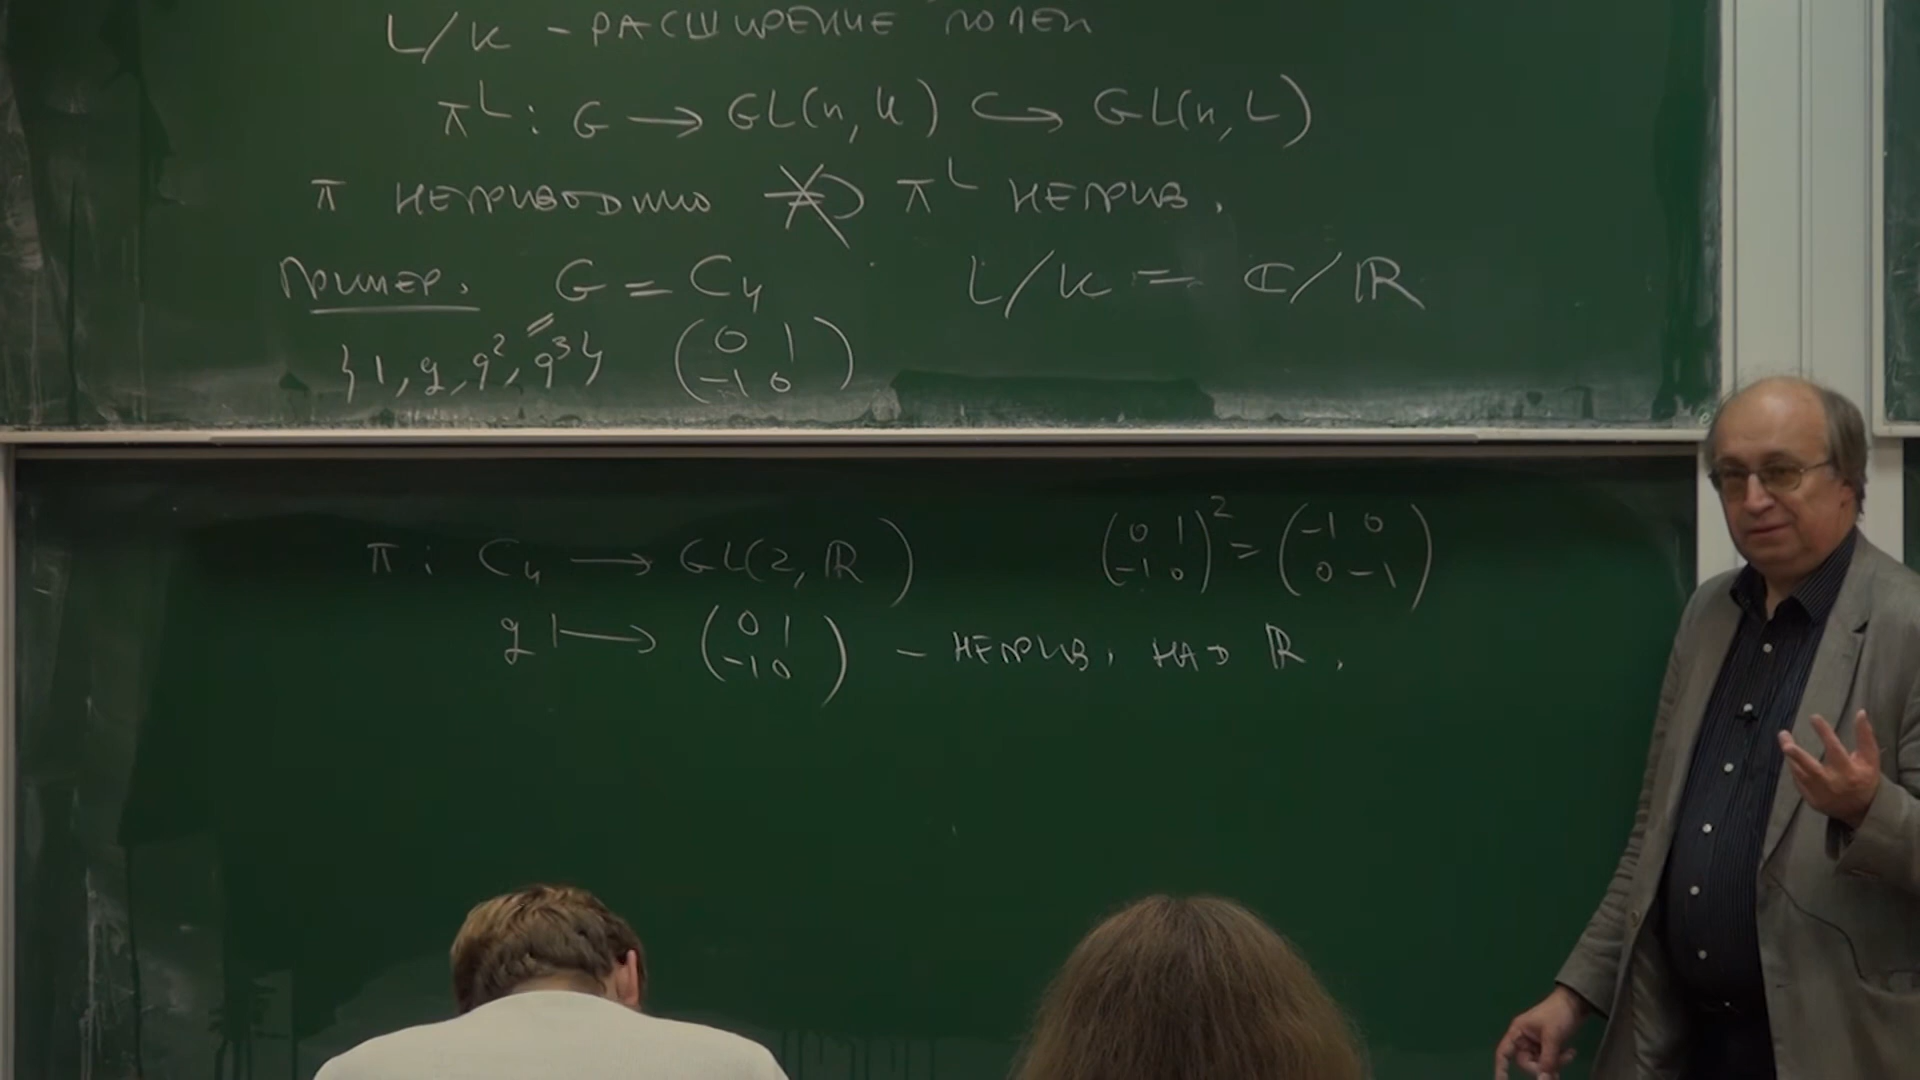 L/K - РАСШИРЕНИЕ ПОЛЕЙ
π^L : G → GL(n, K) ↪ GL(n, L)
π НЕПРИВОДИМО ⇏ π^L НЕПРИВ.
ПРИМЕР. G = C₄ L/K = ℂ/ℝ
{1, g, g², g³} (0 1; -1 0)
π : C₄ → GL(2, ℝ) (0 1; -1 0)² = (-1 0; 0 -1)
g ↦ (0 1; -1 0) - НЕПРИВ. НАД ℝ.